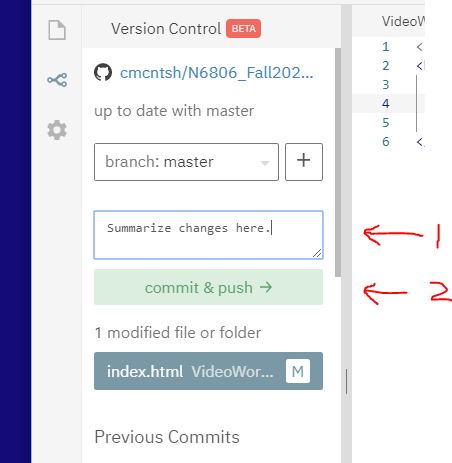 Version Control BETA
VideoW
cmcntsh/N6806_Fall202...
up to date with master
branch: master
+
1
2
3
4
5
6
<
<
<
Summarize changes here.
1
commit & push →
2
1 modified file or folder
index.html VideoWor... M
Previous Commits